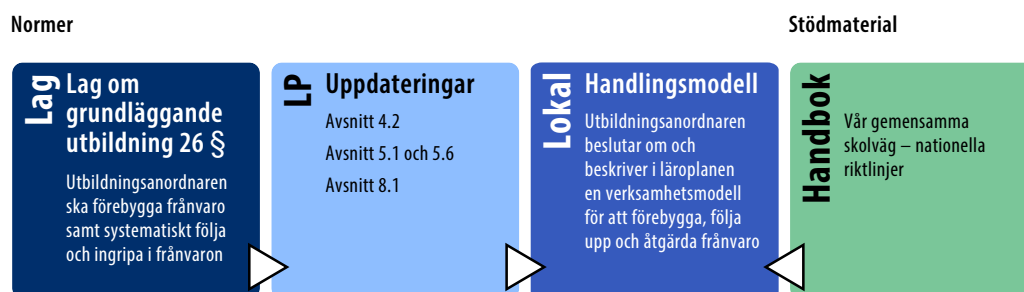 Normer
Stödmaterial
Lag
Lag om
grundläggande
utbildning 26 §
Utbildningsanordnaren
ska förebygga frånvaro
samt systematiskt följa
och ingripa i frånvaron
LP
Uppdateringar
Avsnitt 4.2
Avsnitt 5.1 och 5.6
Avsnitt 8.1
Lokal
Handlingsmodell
Utbildningsanordnaren
beslutar om och
beskriver i läroplanen
en verksamhetsmodell
för att förebygga, följa
upp och åtgärda frånvaro
Handbok
Vår gemensamma
skolväg – nationella
riktlinjer